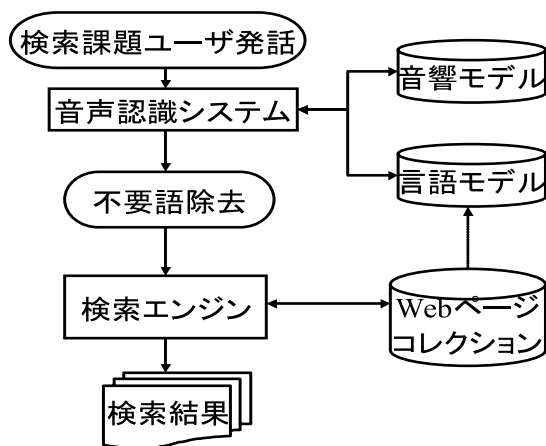 検索課題ユーザ発話
音響モデル
音声認識システム
言語モデル
不要語除去
検索エンジン
Webページ
コレクション
検索結果